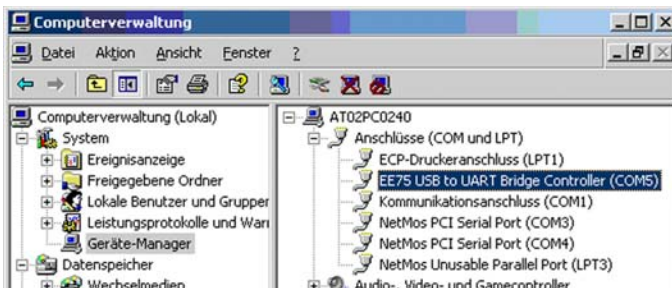 Computerverwaltung
Datei Aktion Ansicht Fenster ?
Computerverwaltung (Lokal)
System
Ereignisanzeige
Freigegebene Ordner
Lokale Benutzer und Gruppen
Leistungsprotokolle und Warn
Geräte-Manager
Datenspeicher
Wechselmedien
AT02PC0240
Anschlüsse (COM und LPT)
ECP-Druckeranschluss (LPT1)
EE75 USB to UART Bridge Controller (COM5)
Kommunikationsanschluss (COM1)
NetMos PCI Serial Port (COM3)
NetMos PCI Serial Port (COM4)
NetMos Unusable Parallel Port (LPT3)
Audio-, Video- und Gamecontroller